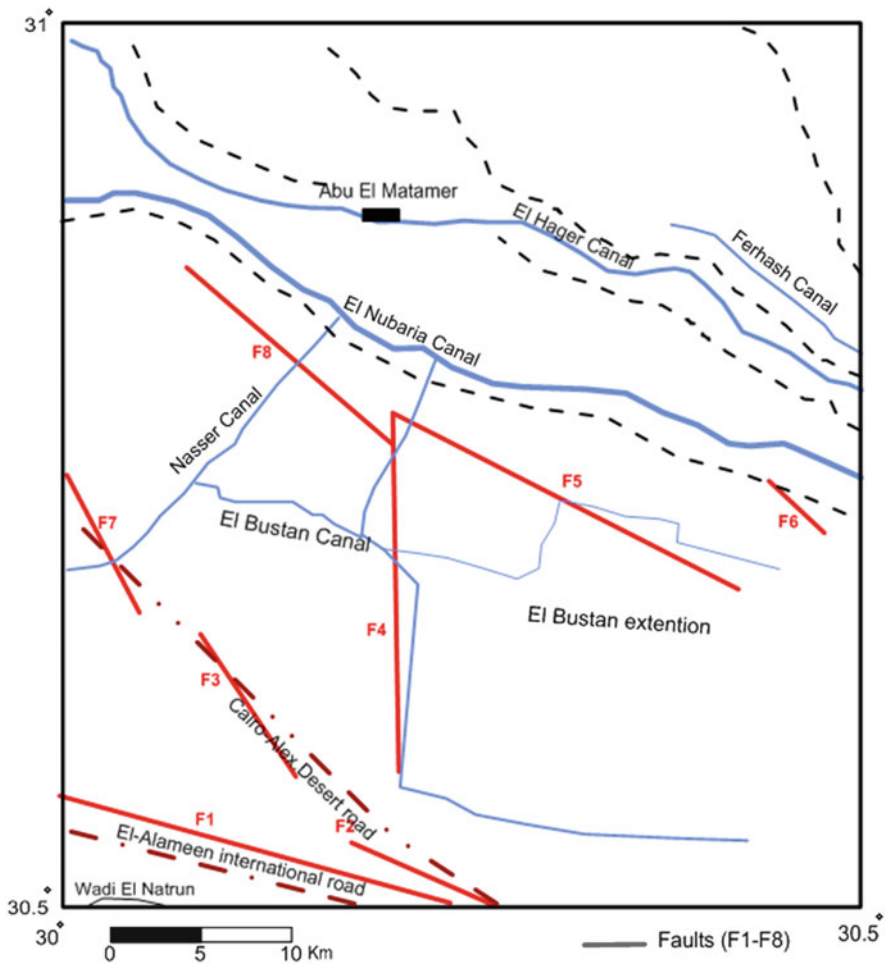 31°
Abu El Matamer
El Hager Canal
Ferhash Canal
El Nubaria Canal
F8
Nasser Canal
F5
F7
F6
El Bustan Canal
El Bustan extention
F4
F3
Cairo-Alex Desert road
F1
F2
El-Alameen international road
Wadi El Natrun
30.5°
30°
30.5°
0 5 10 Km
Faults (F1-F8)